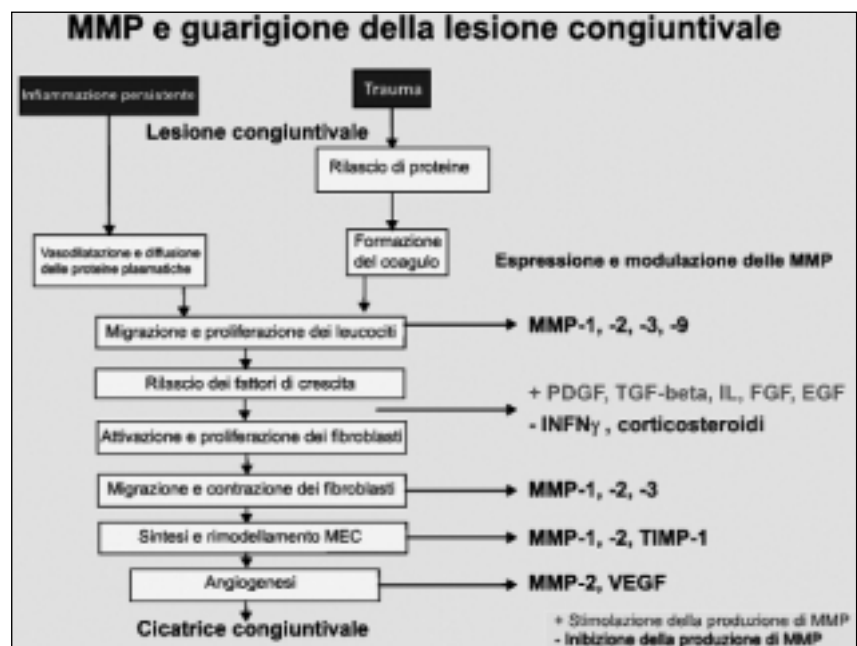 MMP e guarigione della lesione congiuntivale
Infiammazione persistente
Trauma
Lesione congiuntivale
Rilascio di proteine
Vasodilatazione e diffusione
delle proteine plasmatiche
Formazione
del coagulo
Espressione e modulazione delle MMP
Migrazione e proliferazione dei leucociti
MMP-1, -2, -3, -9
Rilascio dei fattori di crescita
+ PDGF, TGF-beta, IL, FGF, EGF
- INFNγ , corticosteroidi
Attivazione e proliferazione dei fibroblasti
Migrazione e contrazione dei fibroblasti
MMP-1, -2, -3
Sintesi e rimodellamento MEC
MMP-1, -2, TIMP-1
Angiogenesi
MMP-2, VEGF
Cicatrice congiuntivale
+ Stimolazione della produzione di MMP
- Inibizione della produzione di MMP